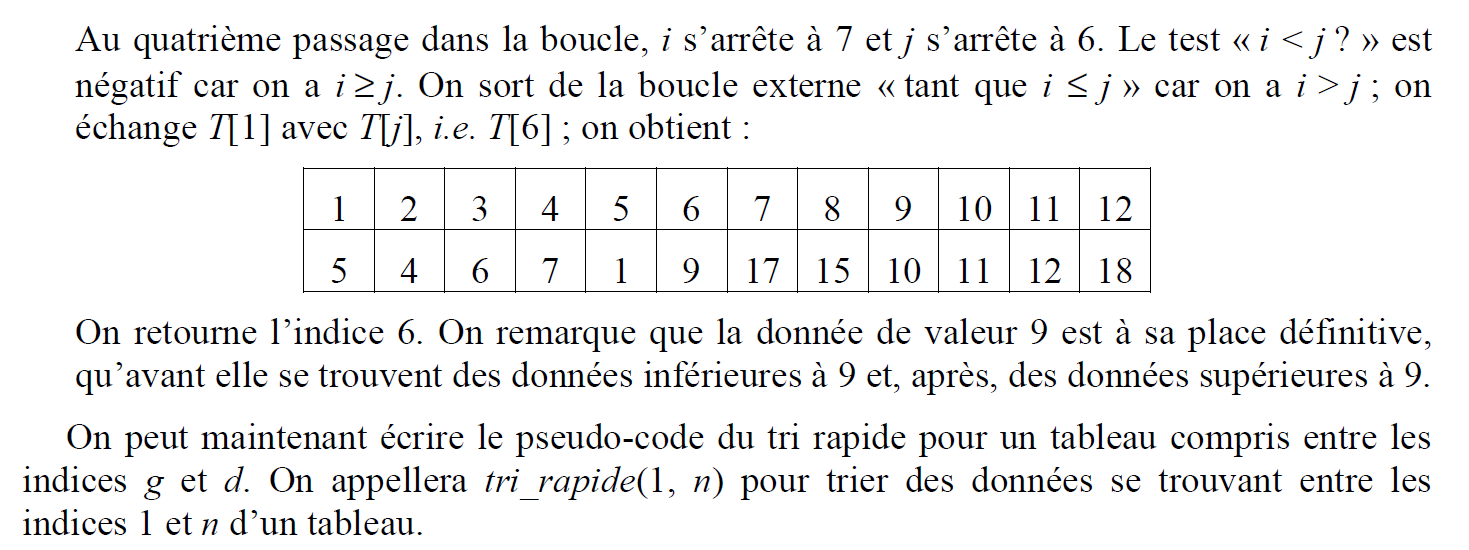 Au quatrième passage dans la boucle, i s’arrête à 7 et j s’arrête à 6. Le test « i < j ? » est
négatif car on a i ≥ j. On sort de la boucle externe « tant que i ≤ j » car on a i > j ; on
échange T[1] avec T[j], i.e. T[6] ; on obtient :
1 2 3 4 5 6 7 8 9 10 11 12
5 4 6 7 1 9 17 15 10 11 12 18
On retourne l’indice 6. On remarque que la donnée de valeur 9 est à sa place définitive,
qu’avant elle se trouvent des données inférieures à 9 et, après, des données supérieures à 9.
On peut maintenant écrire le pseudo-code du tri rapide pour un tableau compris entre les
indices g et d. On appellera tri_rapide(1, n) pour trier des données se trouvant entre les
indices 1 et n d’un tableau.